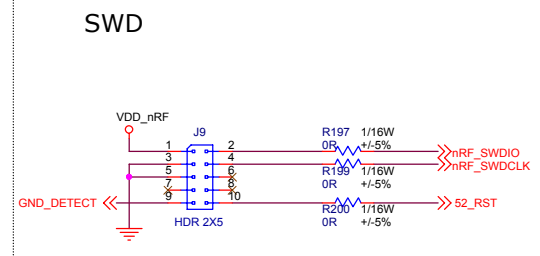 SWD
VDD_nRF
J9
R197 1/16W
1 2 0R +/-5%
nRF_SWDIO
3 4
nRF_SWDCLK
5 6 R199 1/16W
7 8 0R +/-5%
GND_DETECT 9 10 52_RST
R200 1/16W
HDR 2X5 0R +/-5%